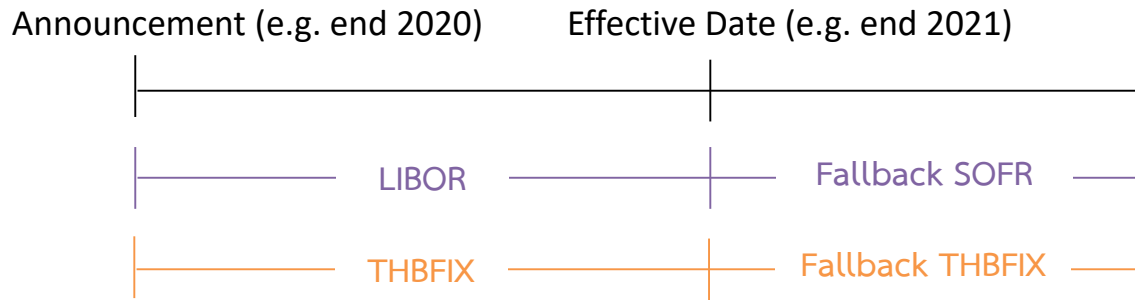 Announcement (e.g. end 2020) Effective Date (e.g. end 2021)
LIBOR Fallback SOFR
THBFIX Fallback THBFIX